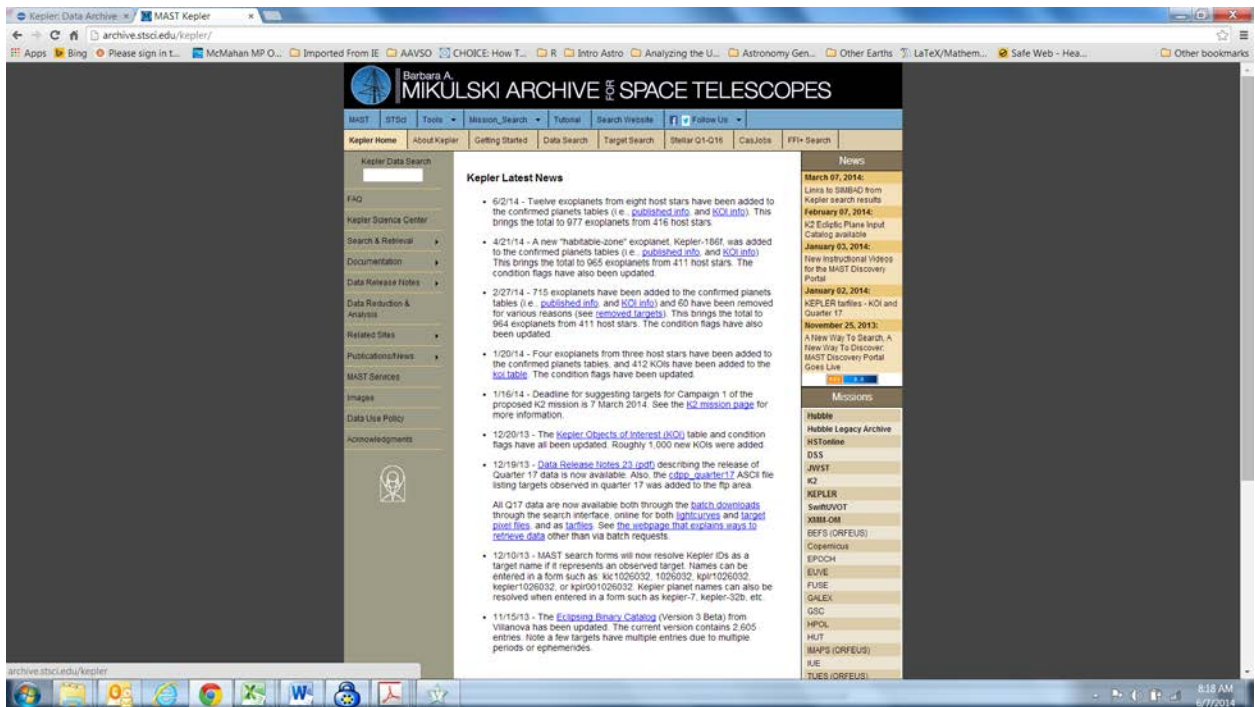 Kepler: Data Archive
MAST Kepler
archive.stsci.edu/kepler/
Apps Bing Please sign in t... McMahan MP O... Imported From IE AAVSO CHOICE: How T... R Intro Astro Analyzing the U... Astronomy Gen... Other Earths LaTeX/Mathem... Safe Web - Hea... Other bookmarks
Barbara A.
MIKULSKI ARCHIVE FOR SPACE TELESCOPES
MAST STScI Tools Mission_Search Tutorial Search Website Follow Us
Kepler Home About Kepler Getting Started Data Search Target Search Stellar Q1-Q16 CasJobs FFI+ Search
Kepler Data Search
FAQ
Kepler Science Center
Search & Retrieval
Documentation
Data Release Notes
Data Reduction &
Analysis
Related Sites
Publications/News
MAST Services
Images
Data Use Policy
Acknowledgments
Kepler Latest News
• 6/2/14 - Twelve exoplanets from eight host stars have been added to
the confirmed planets tables (i.e., published info, and KOI info). This
brings the total to 977 exoplanets from 416 host stars.
• 4/21/14 - A new "habitable-zone" exoplanet, Kepler-186f, was added
to the confirmed planets tables (i.e., published info, and KOI info)
This brings the total to 965 exoplanets from 411 host stars. The
condition flags have also been updated.
• 2/27/14 - 715 exoplanets have been added to the confirmed planets
tables (i.e., published info, and KOI info) and 60 have been removed
for various reasons (see removed targets). This brings the total to
964 exoplanets from 411 host stars. The condition flags have also
been updated.
• 1/20/14 - Four exoplanets from three host stars have been added to
the confirmed planets tables, and 412 KOIs have been added to the
koi table. The condition flags have been updated.
• 1/16/14 - Deadline for suggesting targets for Campaign 1 of the
proposed K2 mission is 7 March 2014. See the K2 mission page for
more information.
• 12/20/13 - The Kepler Objects of Interest (KOI) table and condition
flags have all been updated. Roughly 1,000 new KOIs were added.
• 12/19/13 - Data Release Notes 23 (pdf) describing the release of
Quarter 17 data is now available. Also, the cdpp_quarter17 ASCII file
listing targets observed in quarter 17 was added to the ftp area.
All Q17 data are now available both through the batch downloads
through the search interface, online for both lightcurves and target
pixel files, and as tarfiles. See the webpage that explains ways to
retrieve data other than via batch requests.
• 12/10/13 - MAST search forms will now resolve Kepler IDs as a
target name if it represents an observed target. Names can be
entered in a form such as: kic1026032, 1026032, kplr1026032,
kepler1026032, or kplr001026032. Kepler planet names can also be
resolved when entered in a form such as kepler-7, kepler-32b, etc.
• 11/15/13 - The Eclipsing Binary Catalog (Version 3 Beta) from
Villanova has been updated. The current version contains 2,605
entries. Note a few targets have multiple entries due to multiple
periods or ephemerides.
News
March 07, 2014:
Links to SIMBAD from
Kepler search results
February 07, 2014:
K2 Ecliptic Plane Input
Catalog available
January 03, 2014:
New Instructional Videos
for the MAST Discovery
Portal
January 02, 2014:
KEPLER tarfiles - KOI and
Quarter 17
November 25, 2013:
A New Way To Search, A
New Way To Discover:
MAST Discovery Portal
Goes Live
Missions
Hubble
Hubble Legacy Archive
HSTonline
DSS
JWST
K2
KEPLER
SwiftUVOT
XMM-OM
BEFS (ORFEUS)
Copernicus
EPOCH
EUVE
FUSE
GALEX
GSC
HPOL
HUT
IMAPS (ORFEUS)
IUE
TUES (ORFEUS)
archive.stsci.edu/kepler
8:18 AM
6/7/2014